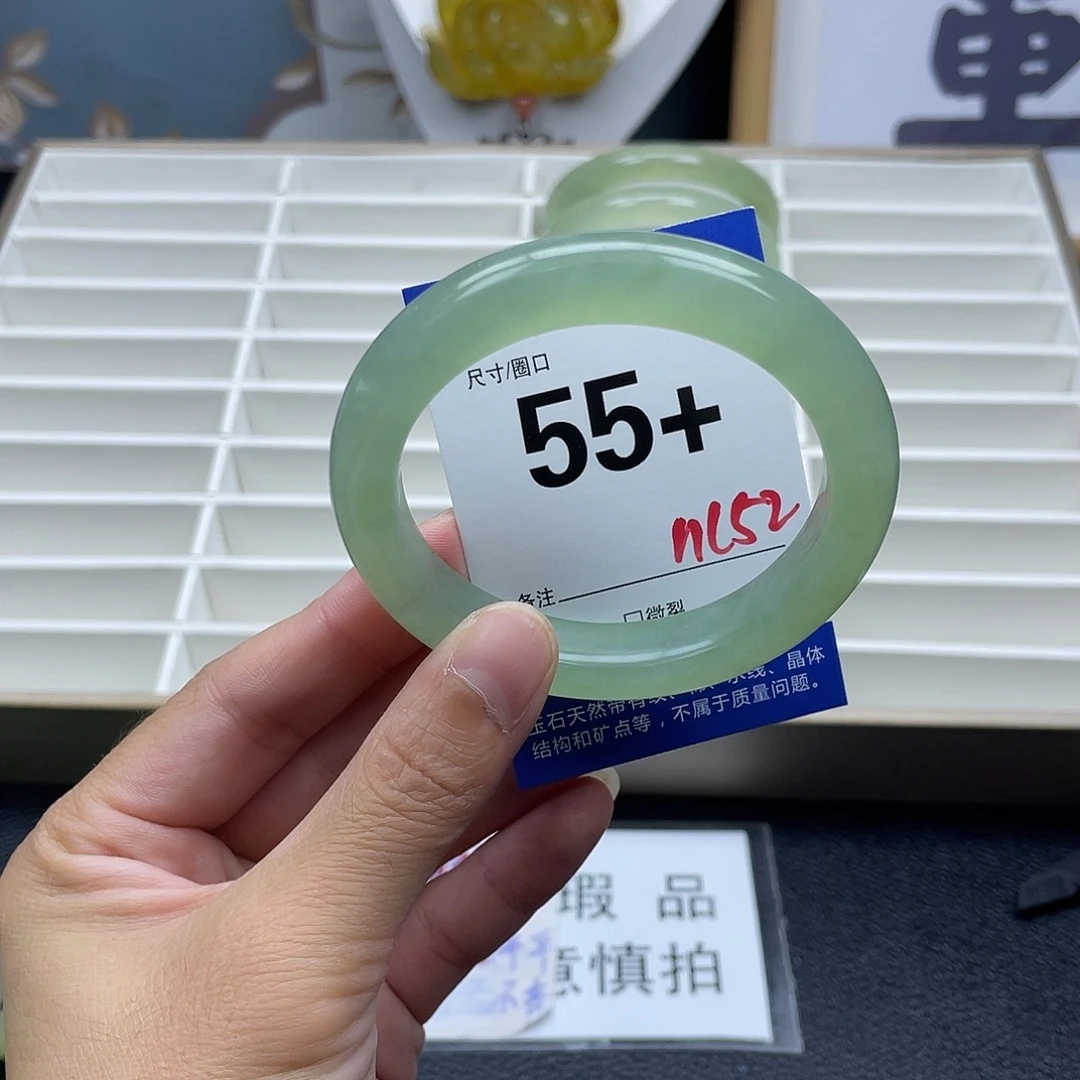 尺寸/圈口
55+
nl52
备注
□微裂
玉石天然带有纹、棉、水线、晶体
结构和矿点等，不属于质量问题。
瑕 品
意慎拍